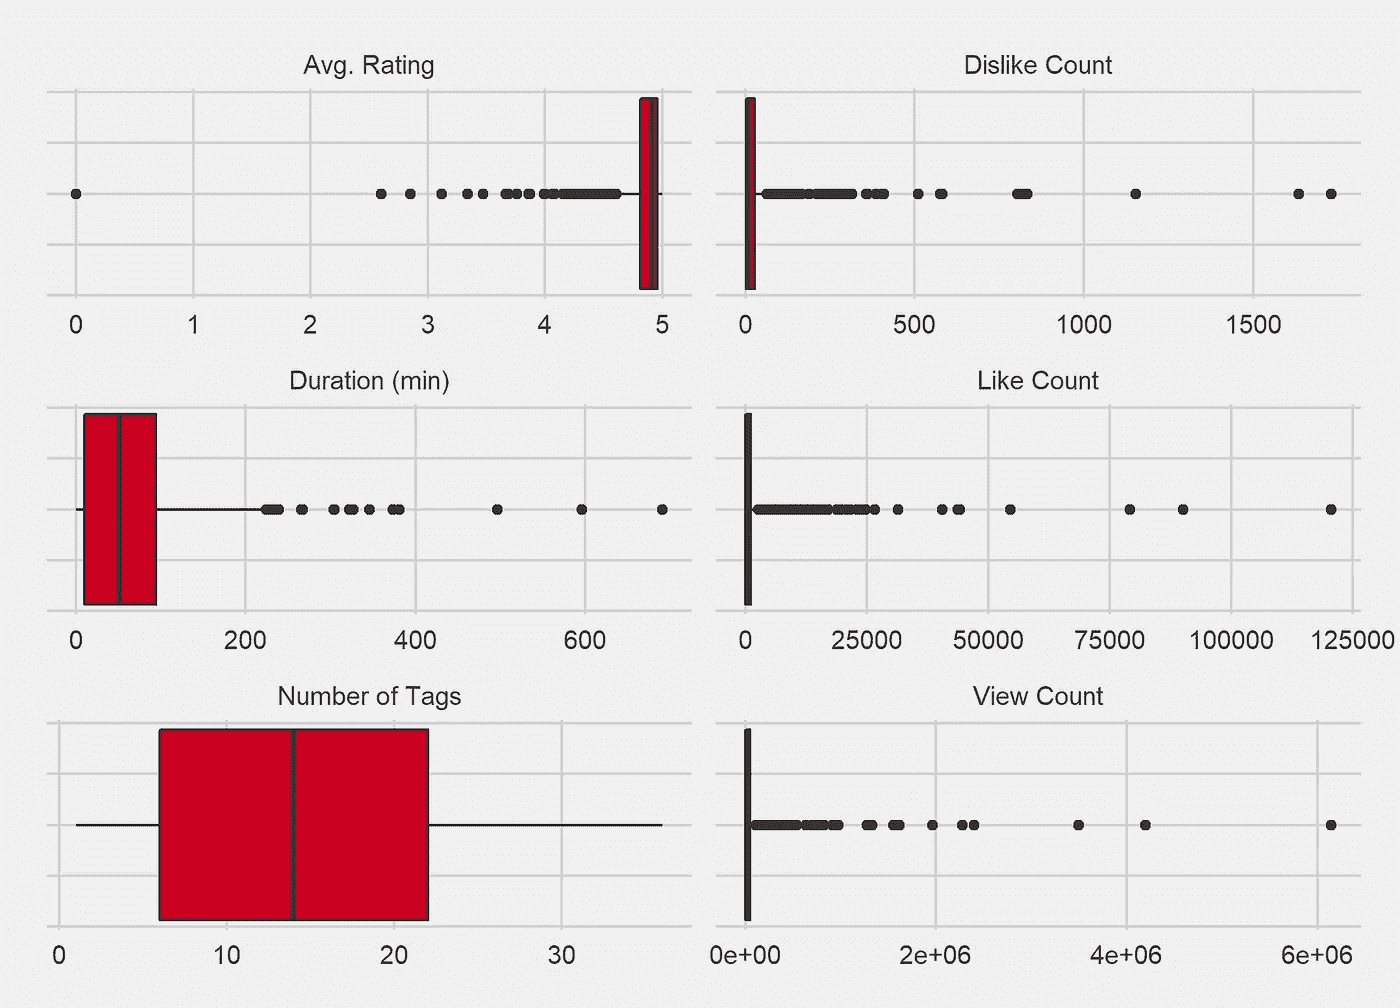 Avg. Rating
Dislike Count
0 1 2 3 4 5
0 500 1000 1500
Duration (min)
Like Count
0 200 400 600
0 25000 50000 75000 100000 125000
Number of Tags
View Count
0 10 20 30
0e+00 2e+06 4e+06 6e+06